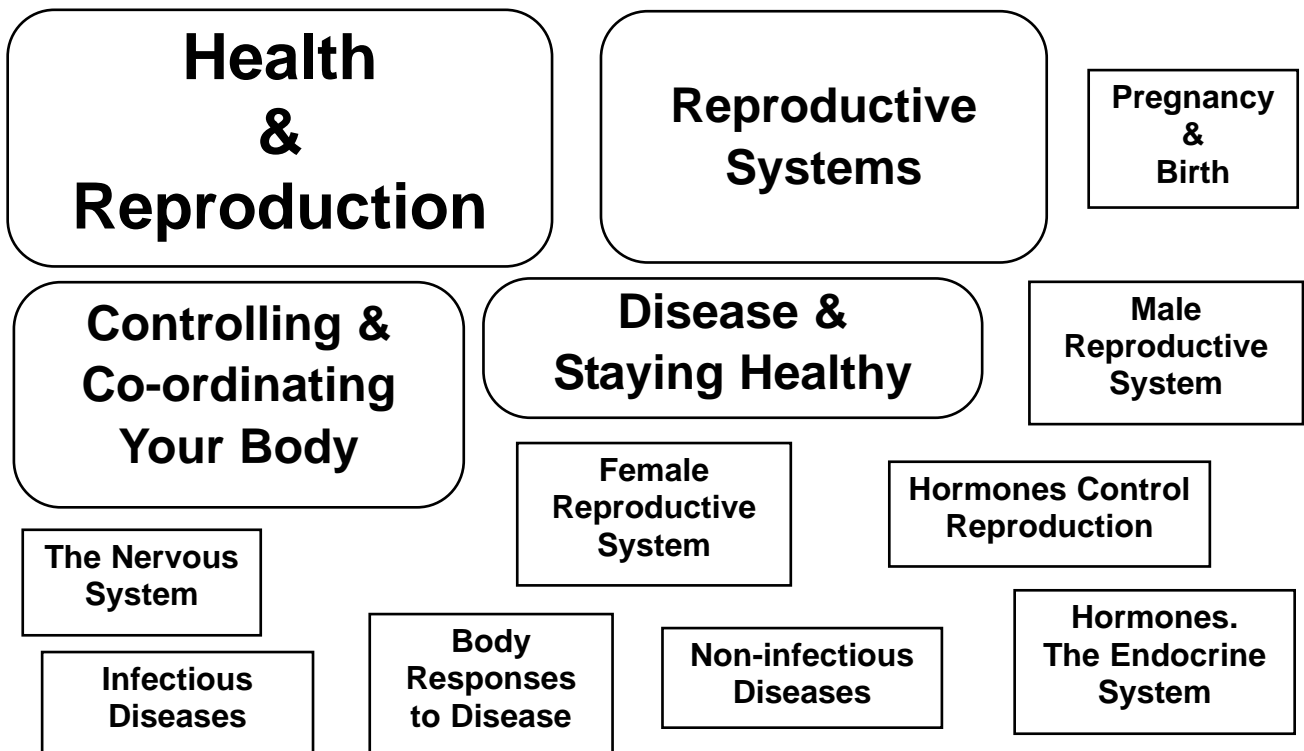 Health
&
Reproduction
Reproductive
Systems
Pregnancy
&
Birth
Controlling &
Co-ordinating
Your Body
Disease &
Staying Healthy
Male
Reproductive
System
Female
Reproductive
System
Hormones Control
Reproduction
The Nervous
System
Infectious
Diseases
Body
Responses
to Disease
Non-infectious
Diseases
Hormones.
The Endocrine
System